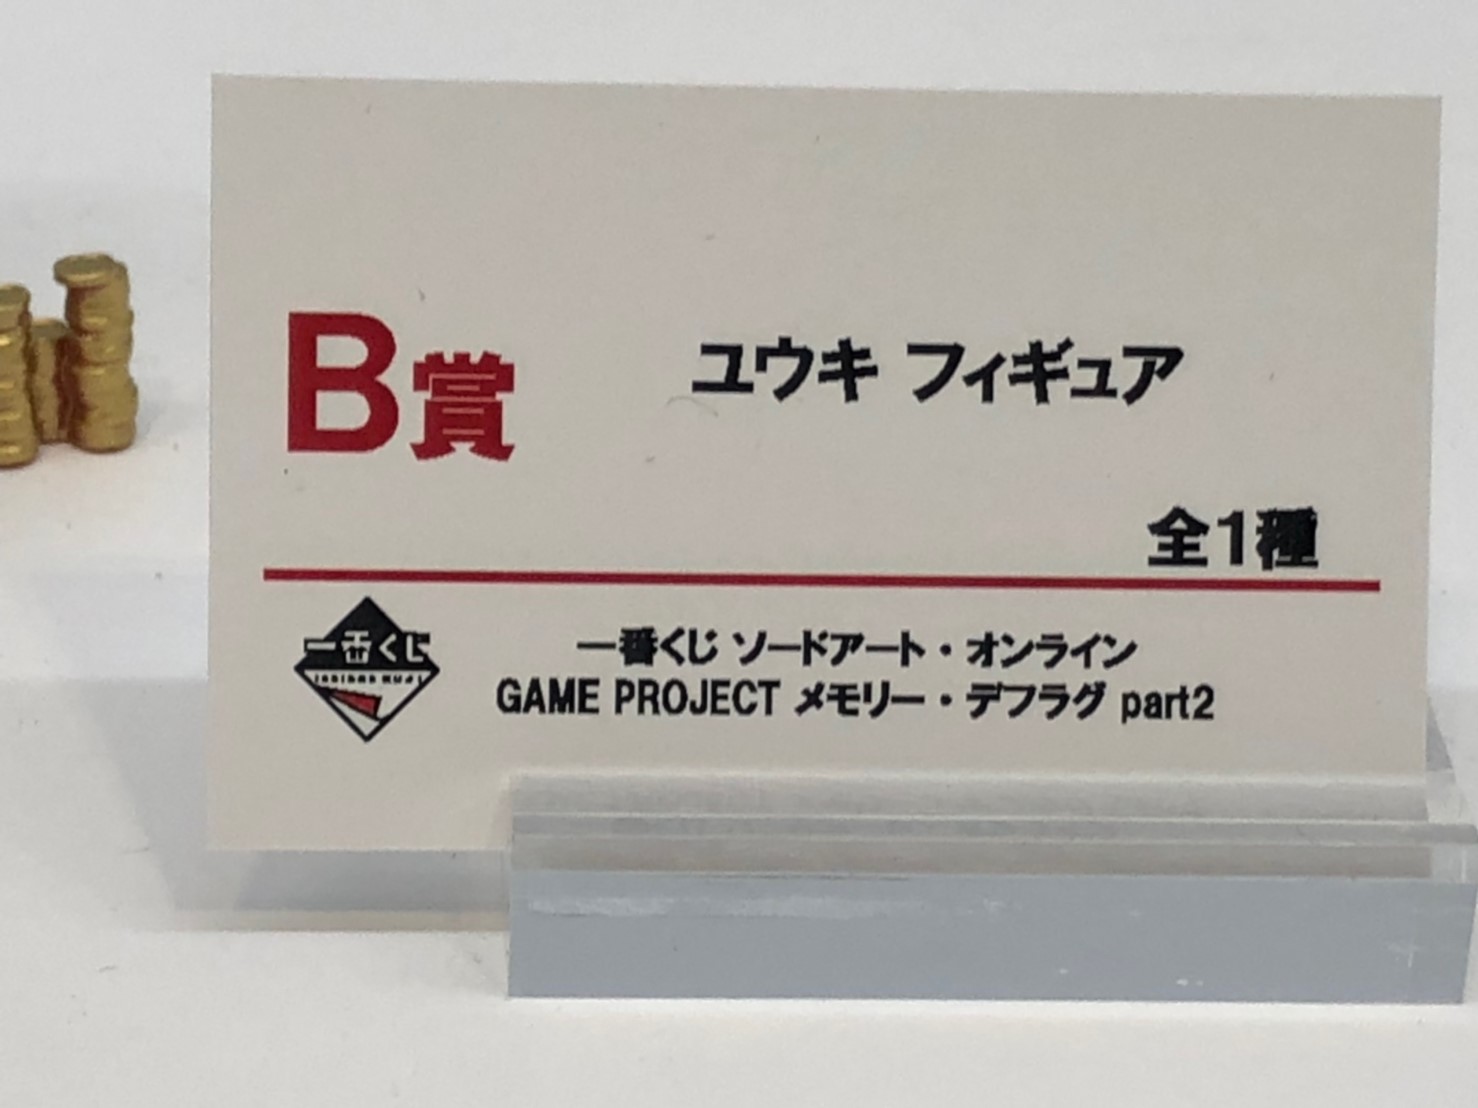 B賞
ユウキ フィギュア
全1種
一番くじ
ICHIBAN KUJI
一番くじ ソードアート・オンライン
GAME PROJECT メモリー・デフラグ part2